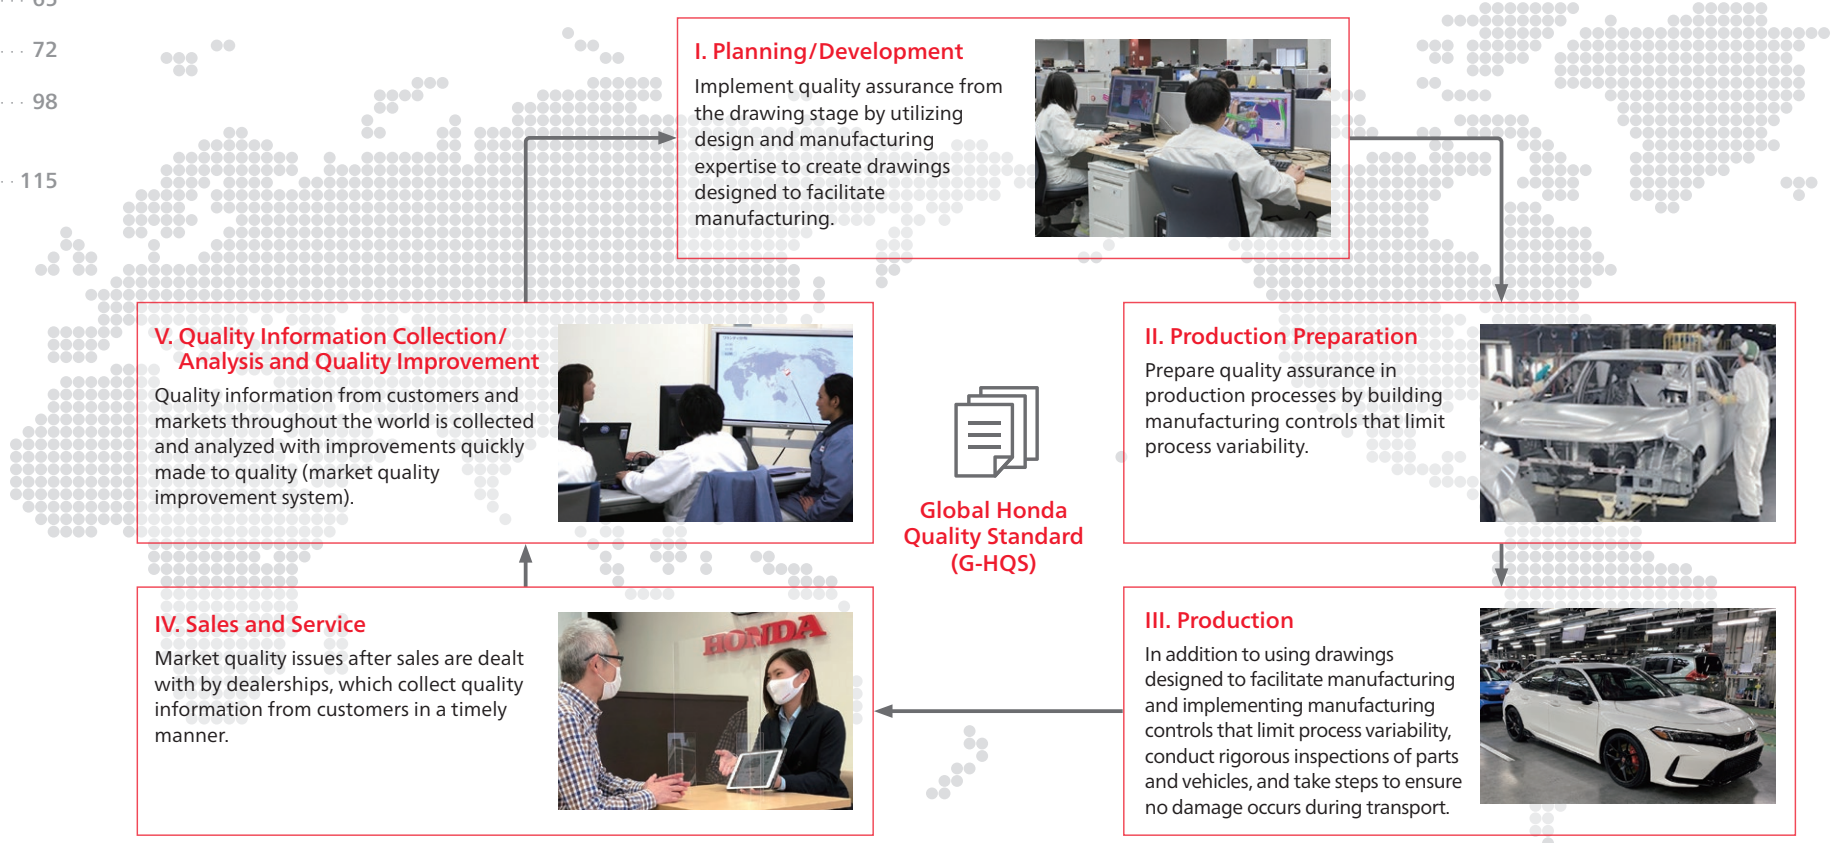 72
98
115
I. Planning/Development
Implement quality assurance from
the drawing stage by utilizing
design and manufacturing
expertise to create drawings
designed to facilitate
manufacturing.
V. Quality Information Collection/
Analysis and Quality Improvement
Quality information from customers and
markets throughout the world is collected
and analyzed with improvements quickly
made to quality (market quality
improvement system).
Global Honda
Quality Standard
(G-HQS)
II. Production Preparation
Prepare quality assurance in
production processes by building
manufacturing controls that limit
process variability.
IV. Sales and Service
Market quality issues after sales are dealt
with by dealerships, which collect quality
information from customers in a timely
manner.
HONDA
III. Production
In addition to using drawings
designed to facilitate manufacturing
and implementing manufacturing
controls that limit process variability,
conduct rigorous inspections of parts
and vehicles, and take steps to ensure
no damage occurs during transport.